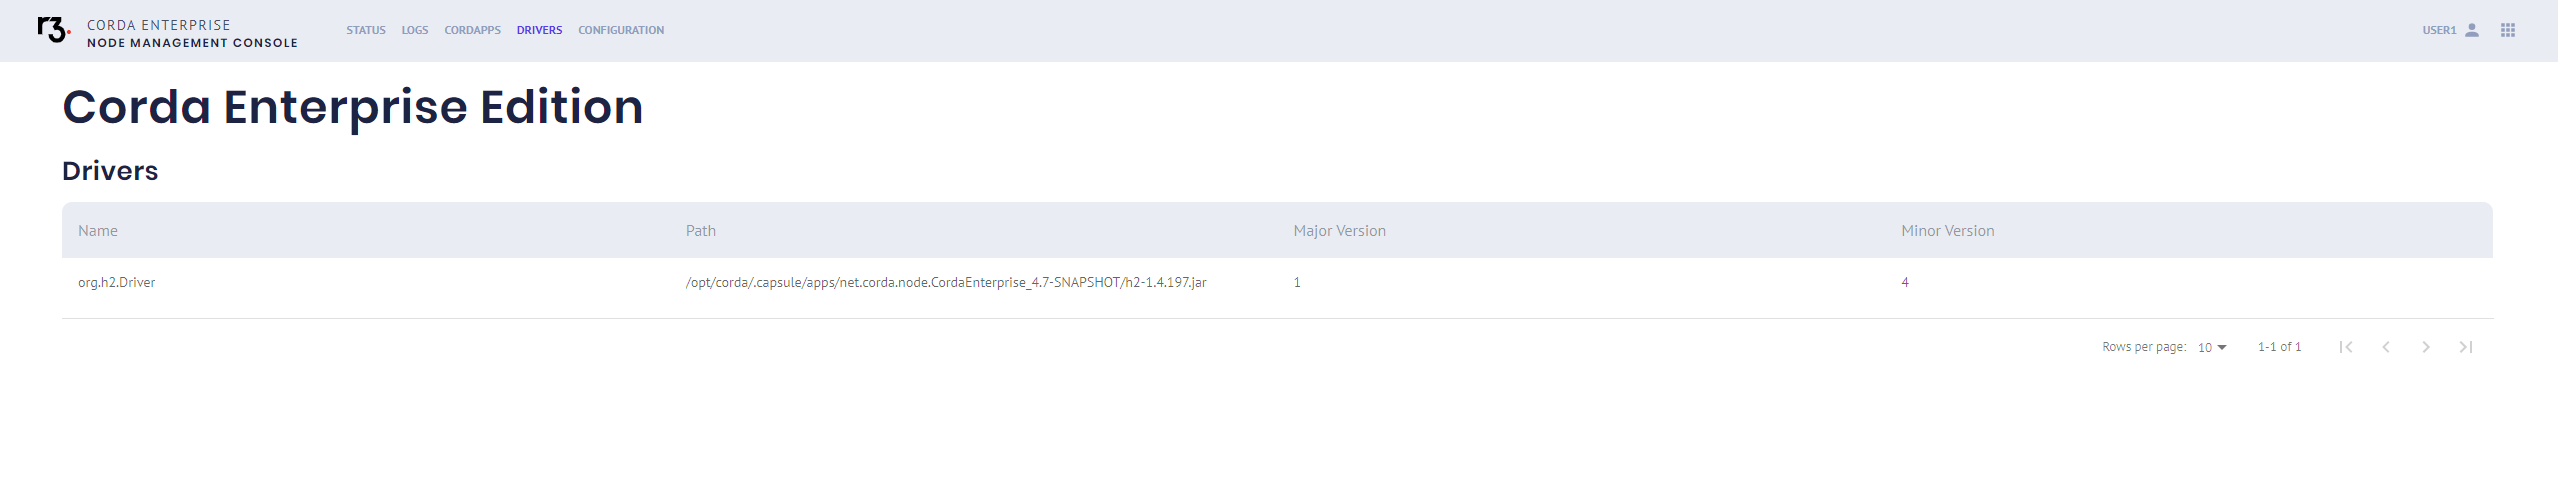 r3.
CORDA ENTERPRISE
NODE MANAGEMENT CONSOLE
STATUS LOGS CORDAPPS DRIVERS CONFIGURATION
USER1
Corda Enterprise Edition
Drivers
Name Path Major Version Minor Version
org.h2.Driver /opt/corda/.capsule/apps/net.corda.node.CordaEnterprise_4.7-SNAPSHOT/h2-1.4.197.jar 1 4
Rows per page: 10 1-1 of 1